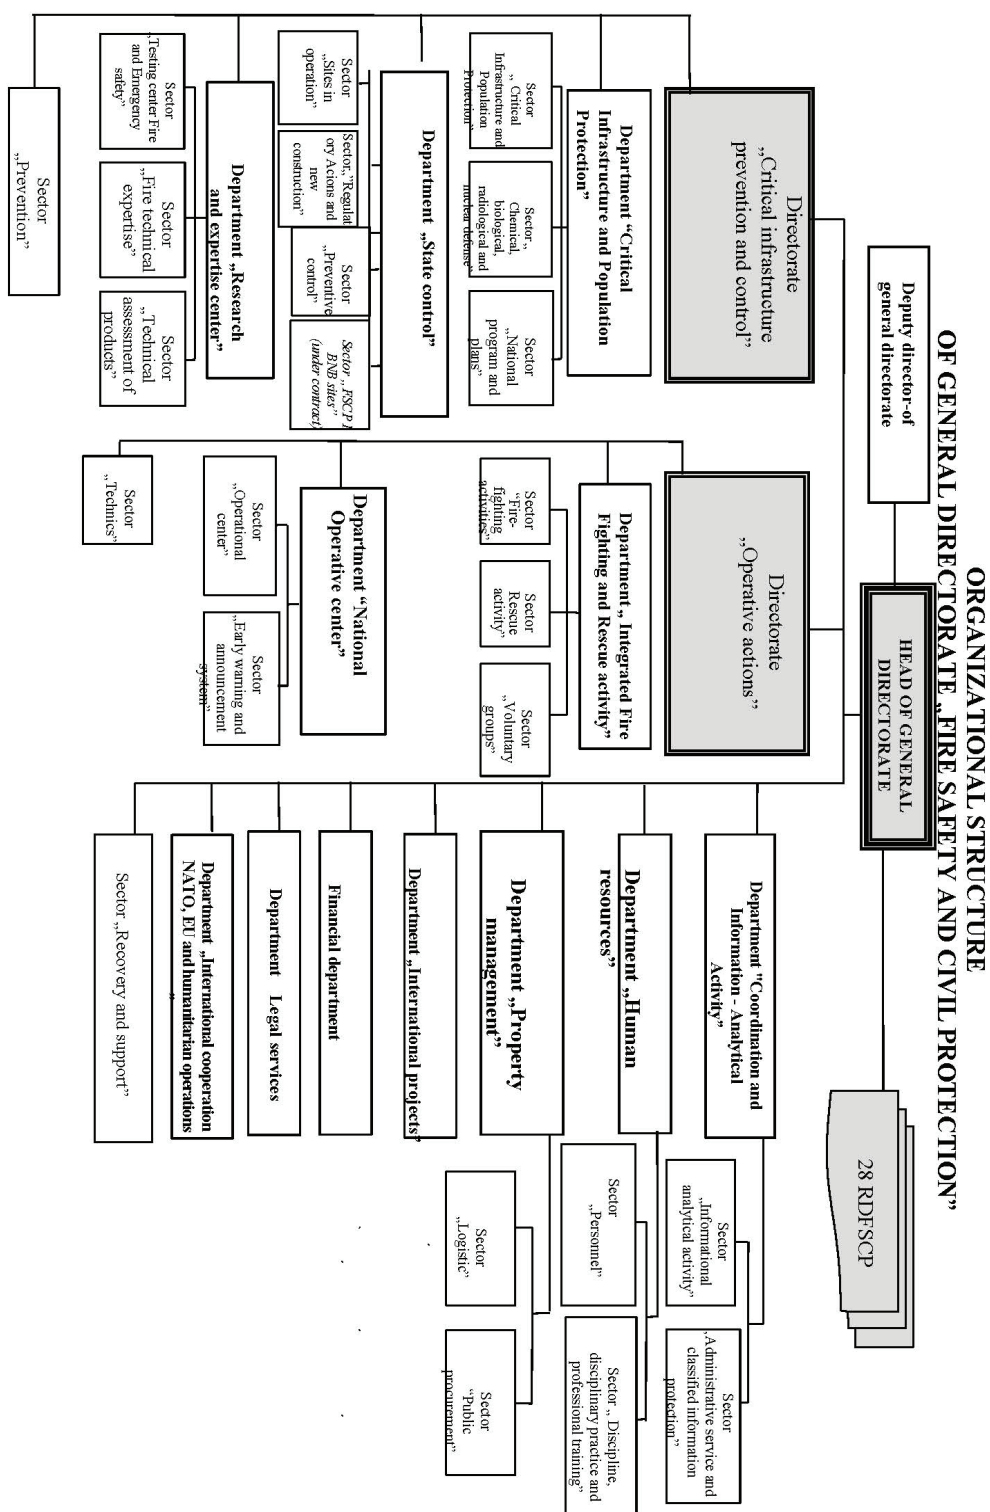 ORGANIZATIONAL STRUCTURE
OF GENERAL DIRECTORATE „ FIRE SAFETY AND CIVIL PROTECTION”
HEAD OF GENERAL
DIRECTORATE
Deputy director-of
general directorate
28 RDFSCP
Directorate
„Critical infrastructure
prevention and control”
Department “Critical
Infrastructure and Population
Protection”
Sector
„ Critical
Infrastructure and
Population
Protection”
Sector „
Chemical,
biological,
radiological and
nuclear defense”
Sector
„National
program and
plans”
Department „State control”
Sector
„Sites in
operation”
Sector „Regulat
ory Acions and
new
construction”
Sector
„Preventive
control”
Sector „ FSCP I
BNB sites”
(under contract)
Department „Research
and expertise center”
Sector
„Testing center Fire
and Emergency
safety”
Sector
„Fire technical
expertise”
Sector
„Technical
assessment of
products”
Sector
„Prevention”
Directorate
„Operative actions”
Department „ Integrated Fire
Fighting and Rescue activity”
Sector
“Fire-
fighting
activities”
Sector
Rescue
activity”
Sector
„Voluntary
groups”
Department “National
Operative center”
Sector
„Operational
center”
Sector
„Early warning and
announcement
system”
Sector
„Technics”
Department "Coordination and
Information - Analytical
Activity”
Sector
„Informational
analytical activity”
Sector
„Administrative service and
classified information
protection”
Department „Human
resources”
Sector
„Personnel”
Sector „ Discipline,
disciplinary practice and
professional training”
Department „Property
management”
Sector
„Logistic”
Sector
“Public
procurement”
Department „International projects”
Financial department
Department Legal services
Department „International cooperation
NATO, EU and humanitarian operations
”
Sector „Recovery and support”